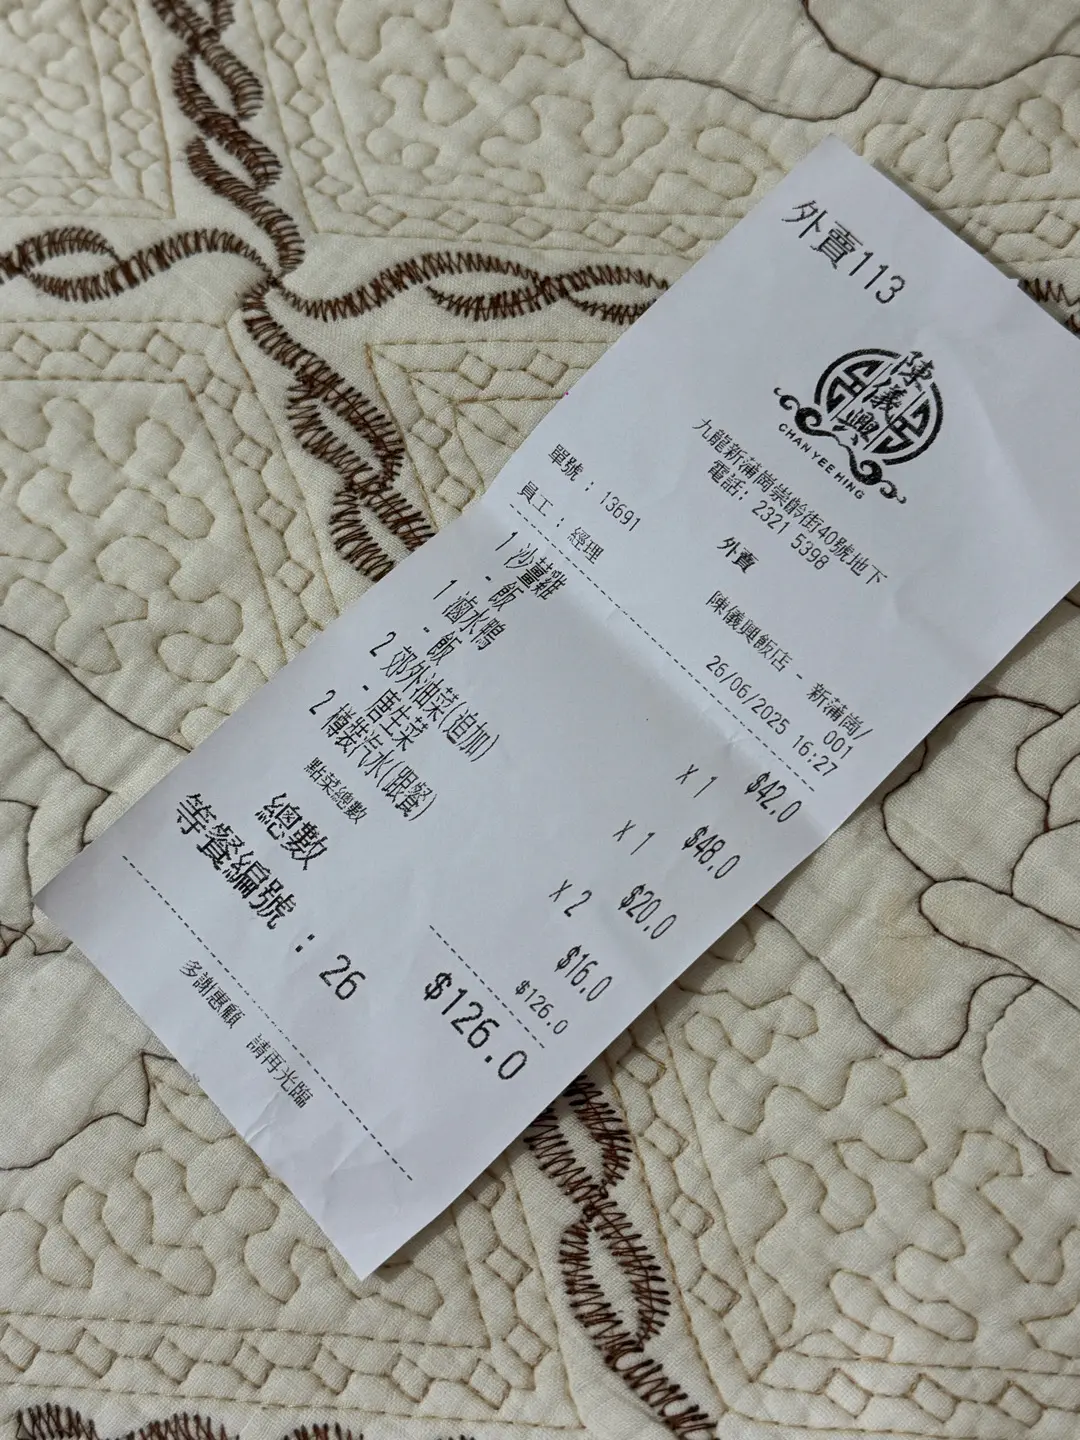 外賣113
陳儀興
CHAN YEE HING
九龍新蒲崗崇齡街40號地下
電話: 2321 5398
外賣
陳儀興飯店 - 新蒲崗/
單號 : 13691 001
員工 : 經理 26/06/2025 16:27
1 沙薑雞 x 1 $42.0
- 飯
1 滷水鴨 x 1 $48.0
- 飯
2 郊外油菜(追加) x 2 $20.0
- 唐生菜
2 樽裝汽水(跟餐) $16.0
點菜總數 $126.0
總數 $126.0
等餐編號 : 26
多謝惠顧 請再光臨